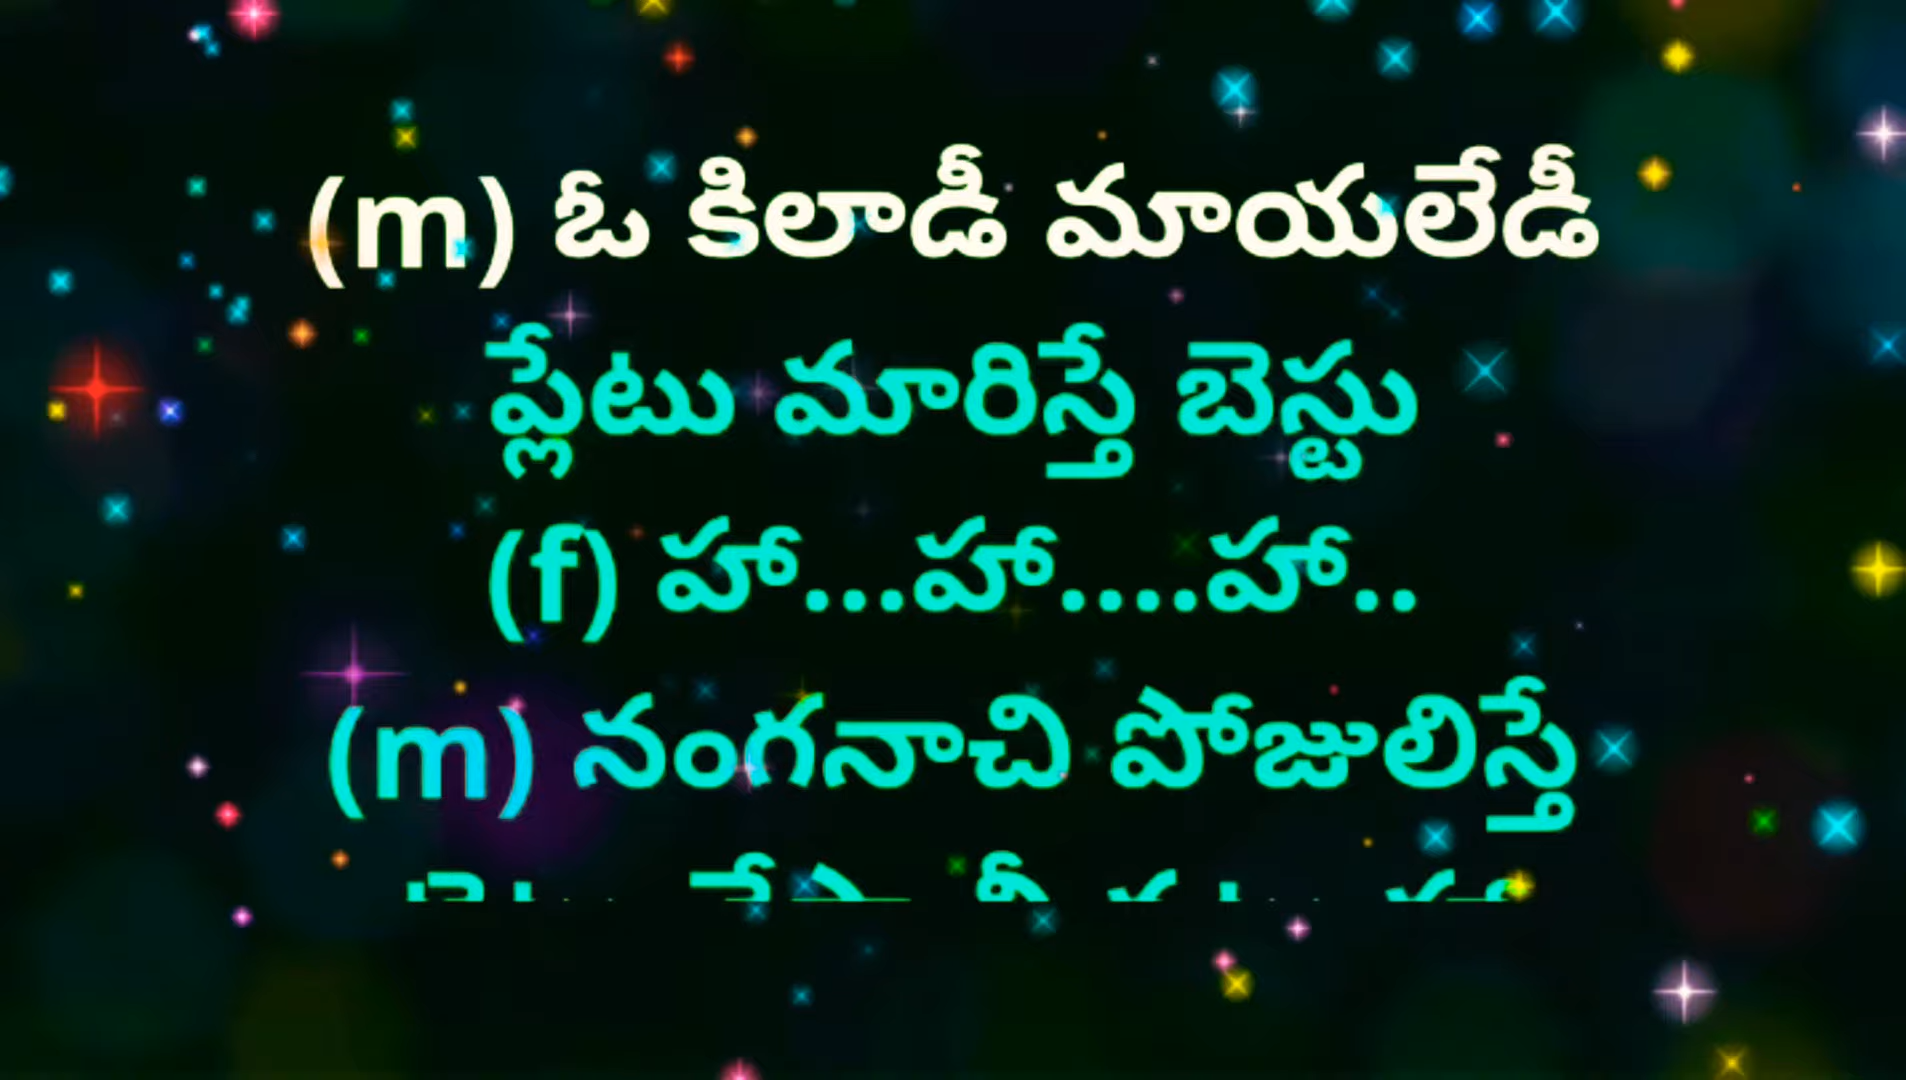 (m) ఓ కిలాడీ మాయలేడీ
ప్లేటు మారిస్తే బెస్టు
(f) హా...హా....హా..
(m) నంగనాచి పోజులిస్తే